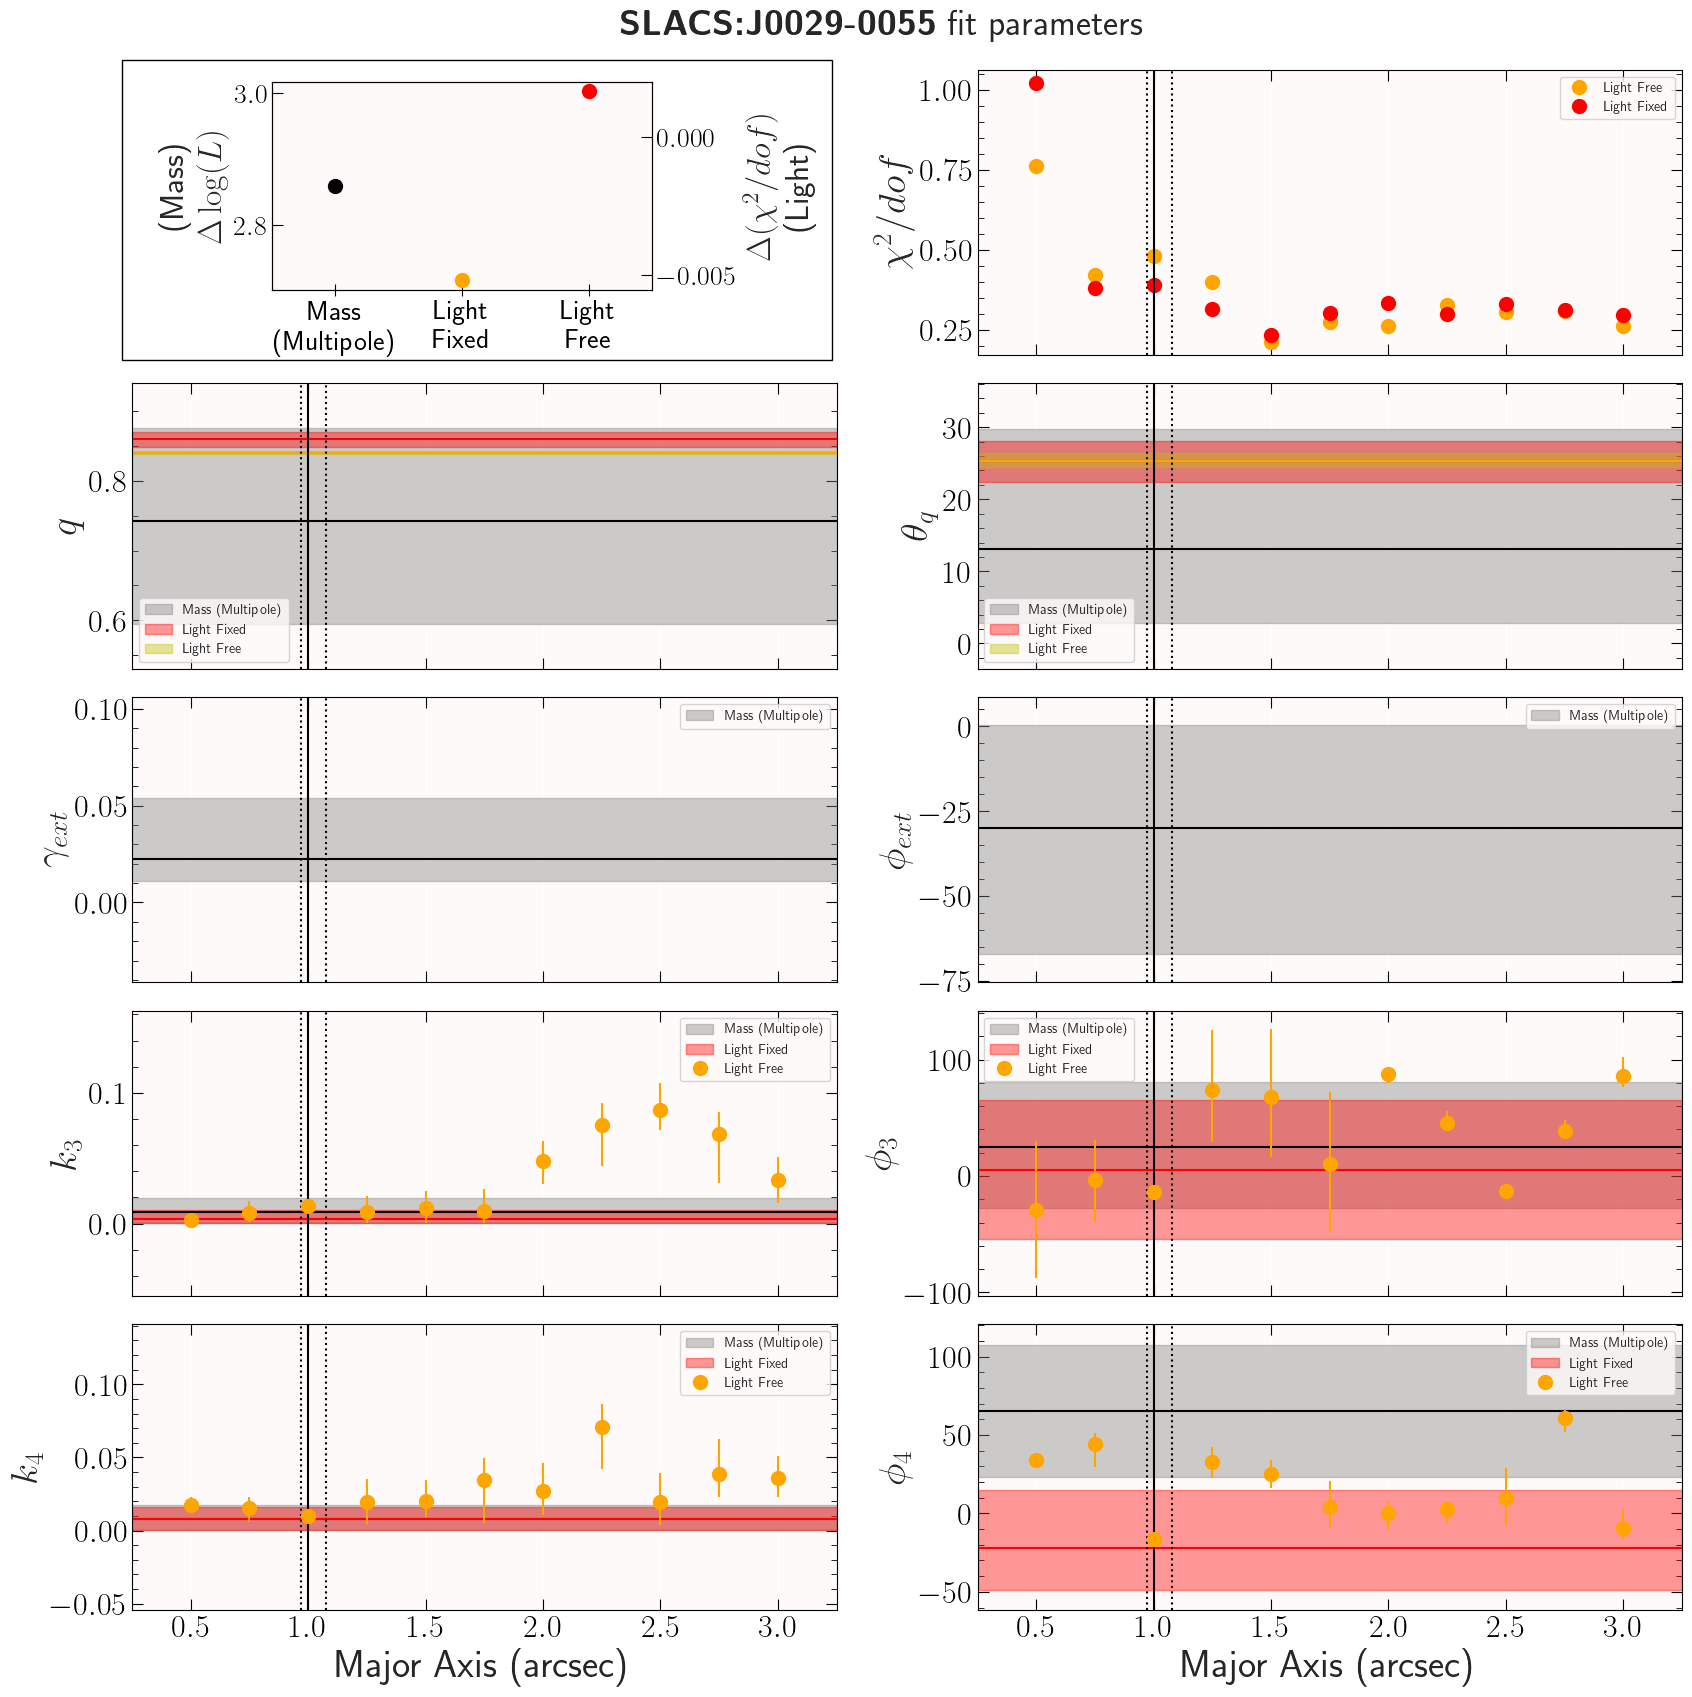 SLACS:J0029-0055 fit parameters
(Mass)
Δ log(L)
3.0
2.8
0.000
−0.005
Δ(χ²/dof)
(Light)
Mass
(Multipole)
Light
Fixed
Light
Free
χ²/dof
1.00
0.75
0.50
0.25
Light Free
Light Fixed
q
0.8
0.6
Mass (Multipole)
Light Fixed
Light Free
θq
30
20
10
0
Mass (Multipole)
Light Fixed
Light Free
γext
0.10
0.05
0.00
Mass (Multipole)
ϕext
0
−25
−50
−75
Mass (Multipole)
k3
0.1
0.0
Mass (Multipole)
Light Fixed
Light Free
ϕ3
100
0
−100
Mass (Multipole)
Light Fixed
Light Free
k4
0.10
0.05
0.00
−0.05
Mass (Multipole)
Light Fixed
Light Free
0.5 1.0 1.5 2.0 2.5 3.0
Major Axis (arcsec)
ϕ4
100
50
0
−50
Mass (Multipole)
Light Fixed
Light Free
0.5 1.0 1.5 2.0 2.5 3.0
Major Axis (arcsec)